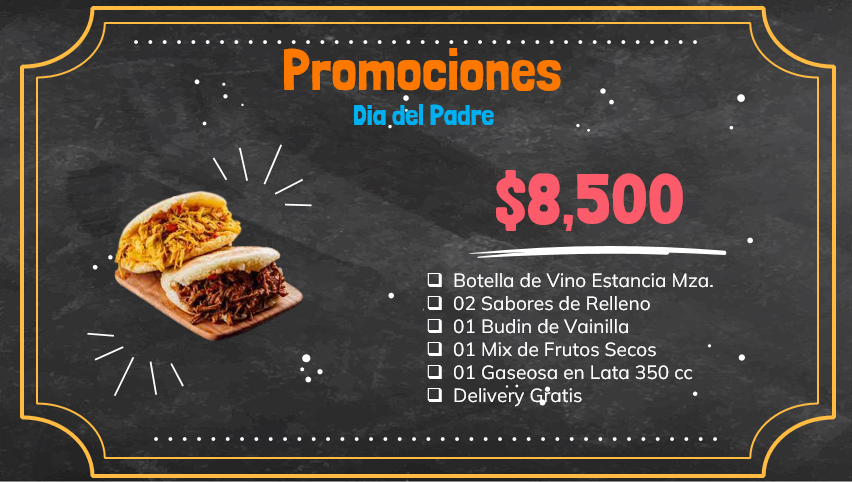 Promociones
Dia del Padre
$8,500
❑ Botella de Vino Estancia Mza.
❑ 02 Sabores de Relleno
❑ 01 Budin de Vainilla
❑ 01 Mix de Frutos Secos
❑ 01 Gaseosa en Lata 350 cc
❑ Delivery Gratis